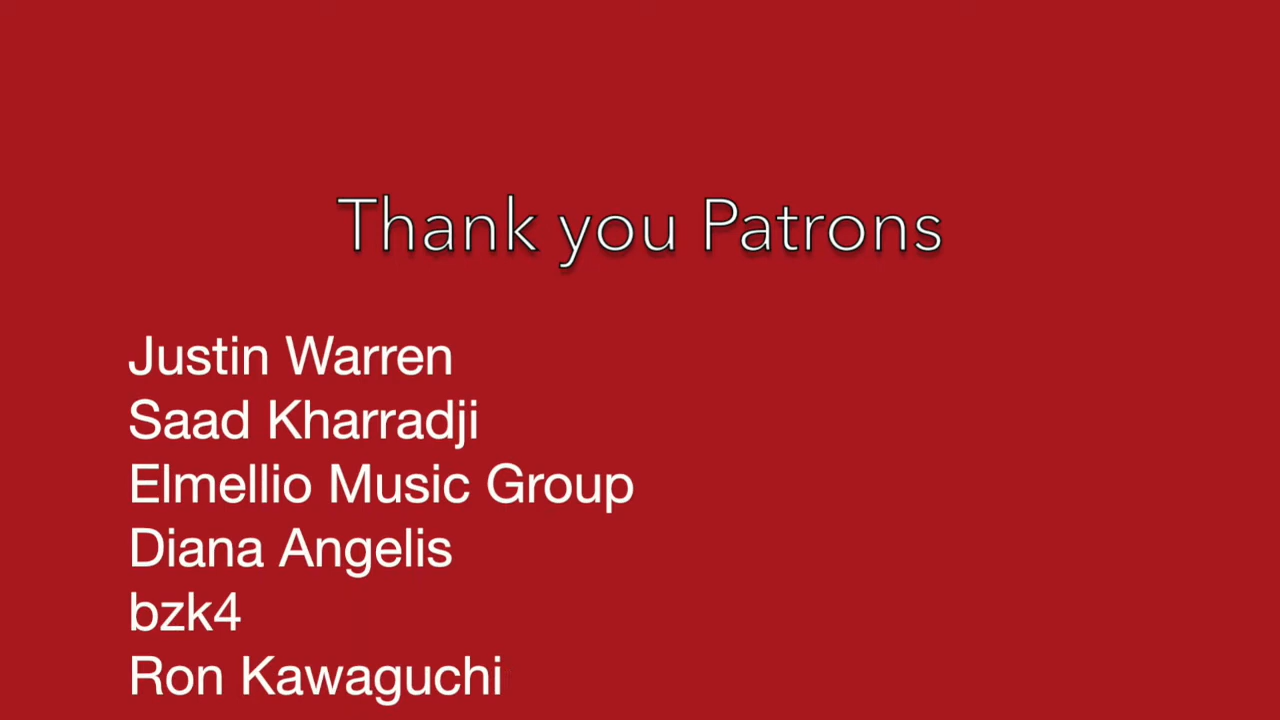 Thank you Patrons
Justin Warren
Saad Kharradji
Elmellio Music Group
Diana Angelis
bzk4
Ron Kawaguchi